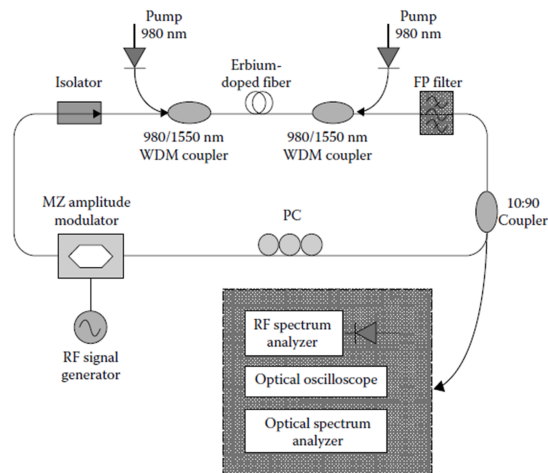 Pump
980 nm
Pump
980 nm
Isolator
Erbium-
doped fiber
FP filter
980/1550 nm
WDM coupler
980/1550 nm
WDM coupler
MZ amplitude
modulator
PC
10:90
Coupler
RF signal
generator
RF spectrum
analyzer
Optical oscilloscope
Optical spectrum
analyzer